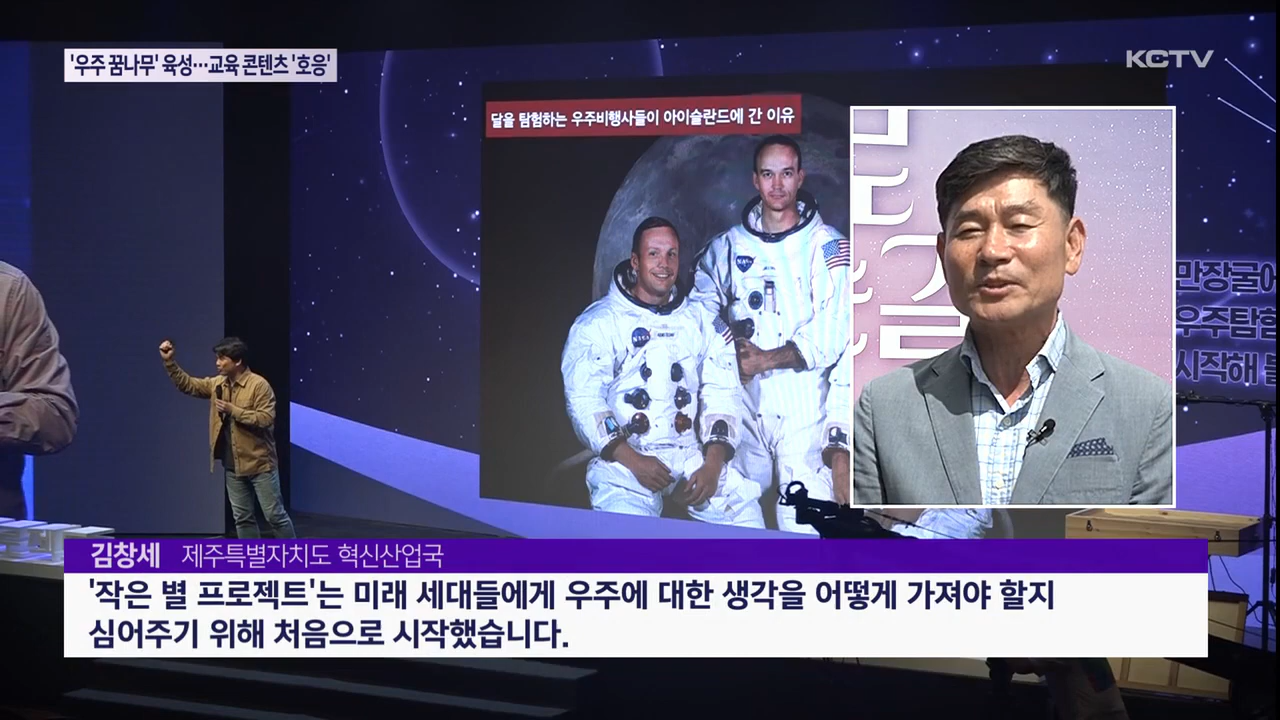 '우주 꿈나무' 육성…교육 콘텐츠 '호응'
KCTV
달을 탐험하는 우주비행사들이 아이슬란드에 간 이유
NASA
NASA
만장굴에
우주탐험
시작해 볼
김창세 제주특별자치도 혁신산업국
'작은 별 프로젝트'는 미래 세대들에게 우주에 대한 생각을 어떻게 가져야 할지
심어주기 위해 처음으로 시작했습니다.